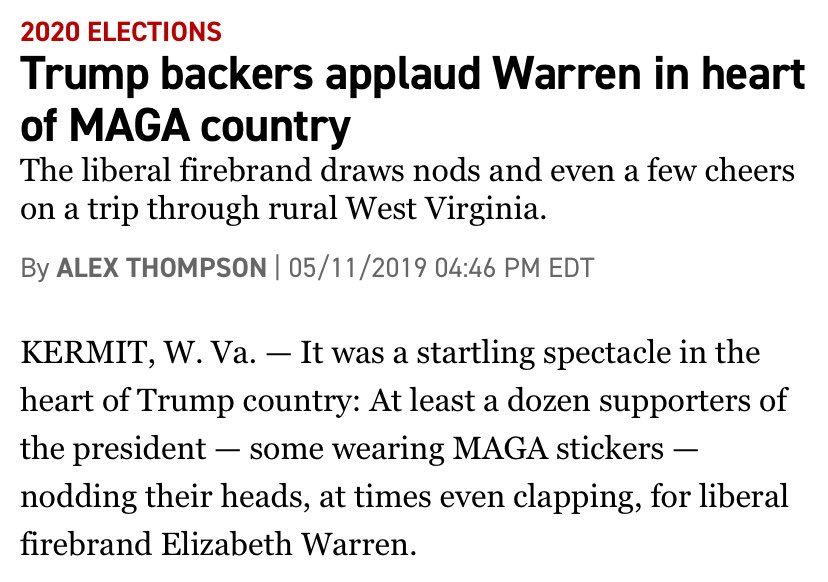 2020 ELECTIONS
Trump backers applaud Warren in heart
of MAGA country
The liberal firebrand draws nods and even a few cheers
on a trip through rural West Virginia.
By ALEX THOMPSON | 05/11/2019 04:46 PM EDT
KERMIT, W. Va. — It was a startling spectacle in the
heart of Trump country: At least a dozen supporters of
the president — some wearing MAGA stickers —
nodding their heads, at times even clapping, for liberal
firebrand Elizabeth Warren.